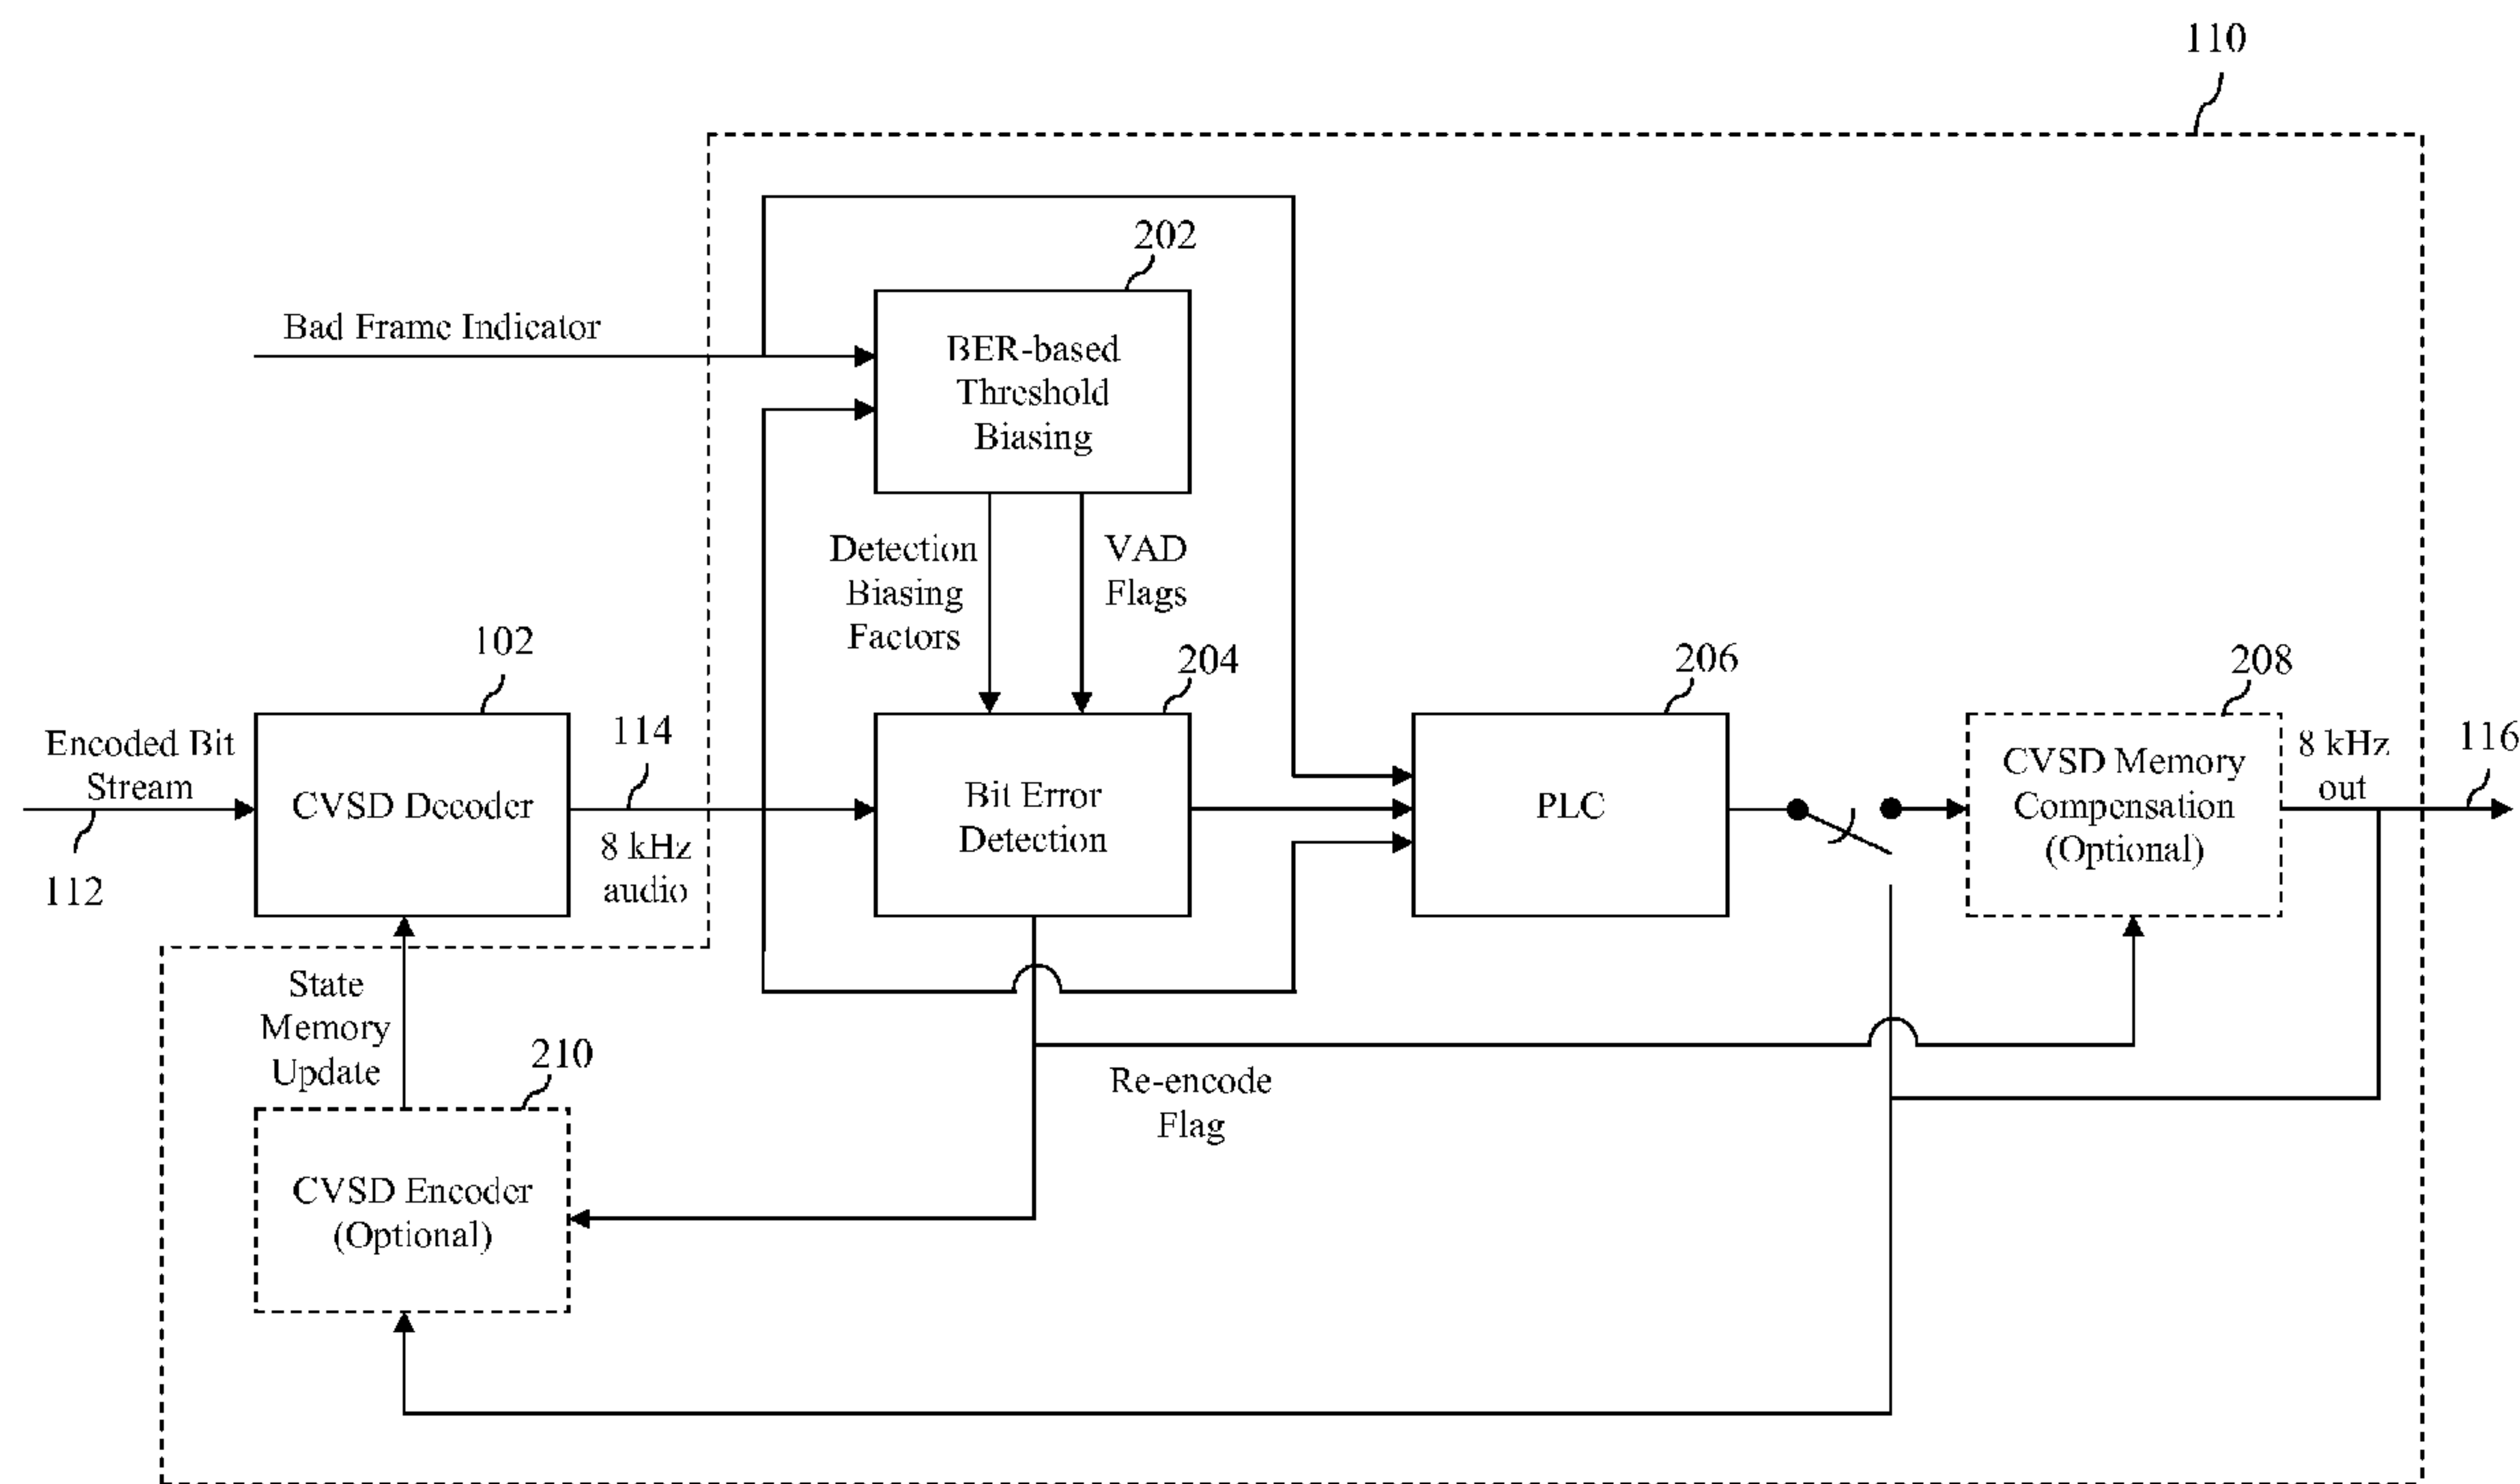 110
202
Bad Frame Indicator
BER-based
Threshold
Biasing
Detection
Biasing
Factors
VAD
Flags
102
204
206
208
Encoded Bit
Stream
112
CVSD Decoder
114
8 kHz
audio
Bit Error
Detection
PLC
CVSD Memory
Compensation
(Optional)
8 kHz
out
116
State
Memory
Update
210
Re-encode
Flag
CVSD Encoder
(Optional)